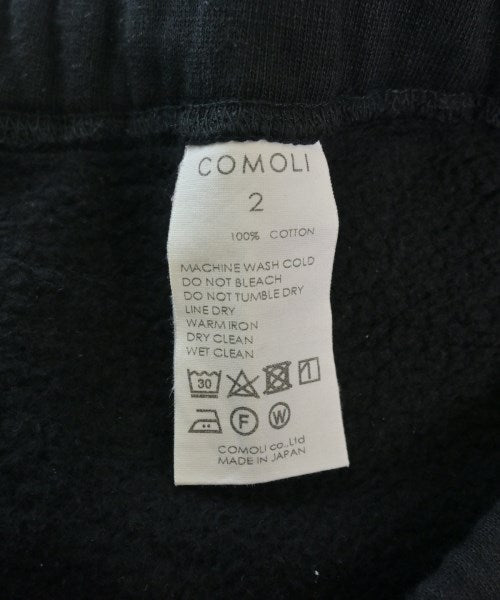 COMOLI
2
100% COTTON
MACHINE WASH COLD
DO NOT BLEACH
DO NOT TUMBLE DRY
LINE DRY
WARM IRON
DRY CLEAN
WET CLEAN
30
F W
COMOLI co.,Ltd
MADE IN JAPAN